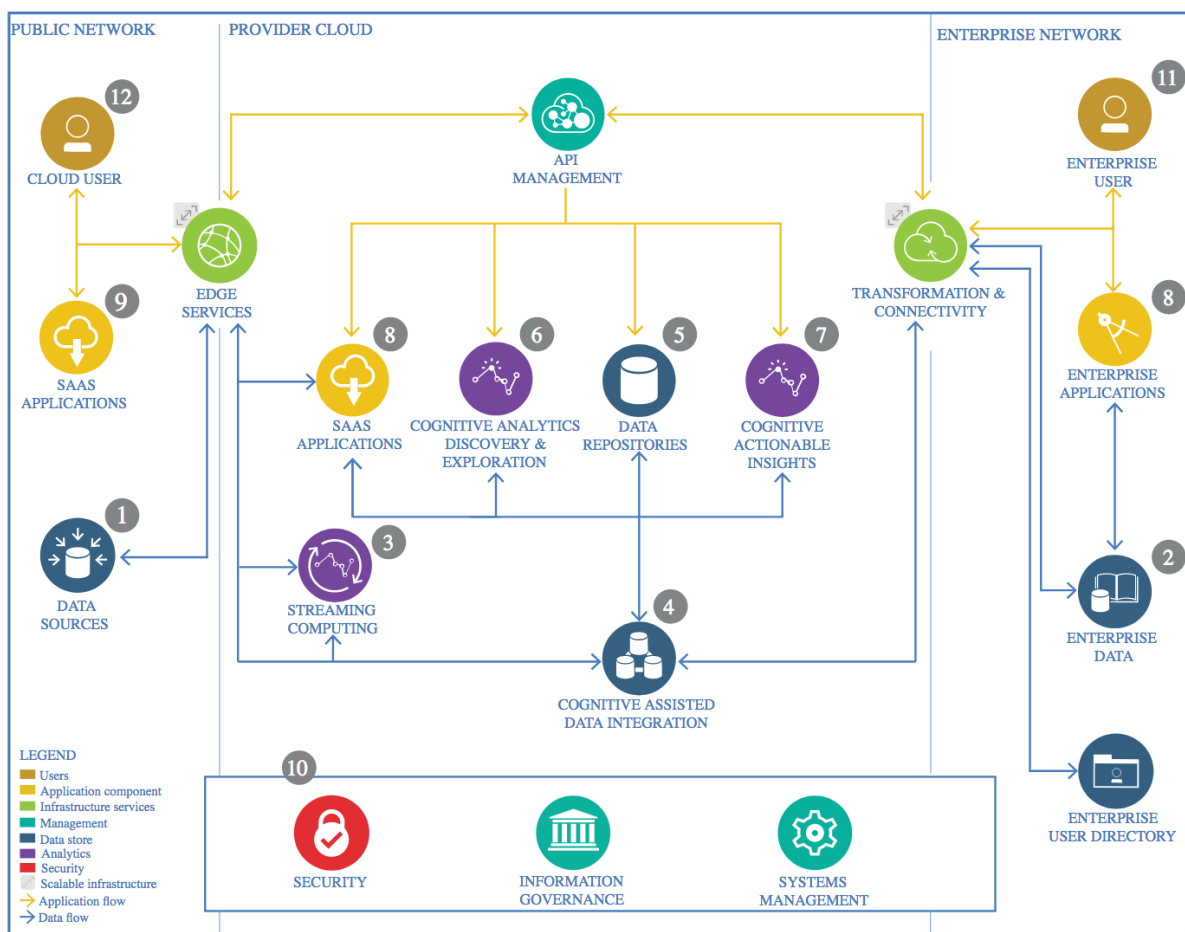 PUBLIC NETWORK
PROVIDER CLOUD
ENTERPRISE NETWORK
12
CLOUD USER
API
MANAGEMENT
11
ENTERPRISE
USER
EDGE
SERVICES
TRANSFORMATION &
CONNECTIVITY
9
SAAS
APPLICATIONS
8
SAAS
APPLICATIONS
6
COGNITIVE ANALYTICS
DISCOVERY &
EXPLORATION
5
DATA
REPOSITORIES
7
COGNITIVE
ACTIONABLE
INSIGHTS
8
ENTERPRISE
APPLICATIONS
1
DATA
SOURCES
3
STREAMING
COMPUTING
4
COGNITIVE ASSISTED
DATA INTEGRATION
2
ENTERPRISE
DATA
ENTERPRISE
USER DIRECTORY
LEGEND
Users
Application component
Infrastructure services
Management
Data store
Analytics
Security
Scalable infrastructure
Application flow
Data flow
10
SECURITY
INFORMATION
GOVERNANCE
SYSTEMS
MANAGEMENT